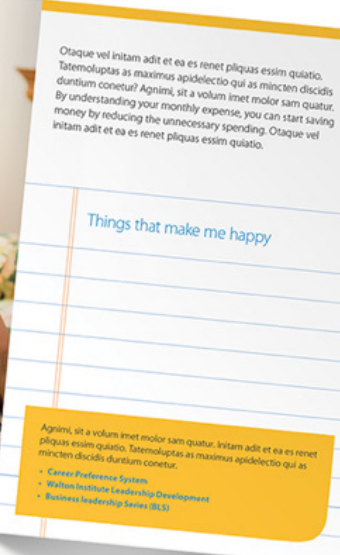 Otaque vel initam adit et ea es renet pliquas essim quiatio.
Tatemoluptas as maximus apidelectio qui as mincten discidis
duntium conetur? Agnimi, sit a volum imet molor sam quatur.
By understanding your monthly expense, you can start saving
money by reducing the unnecessary spending. Otaque vel
initam adit et ea es renet pliquas essim quiatio.
Things that make me happy
Agnimi, sit a volum imet molor sam quatur. Initam adit et ea es renet
pliquas essim quiatio. Tatemoluptas as maximus apidelectio qui as
mincten discidis duntium conetur.
• Career Preference System
• Walton Institute Leadership Development
• Business leadership Series (BLS)